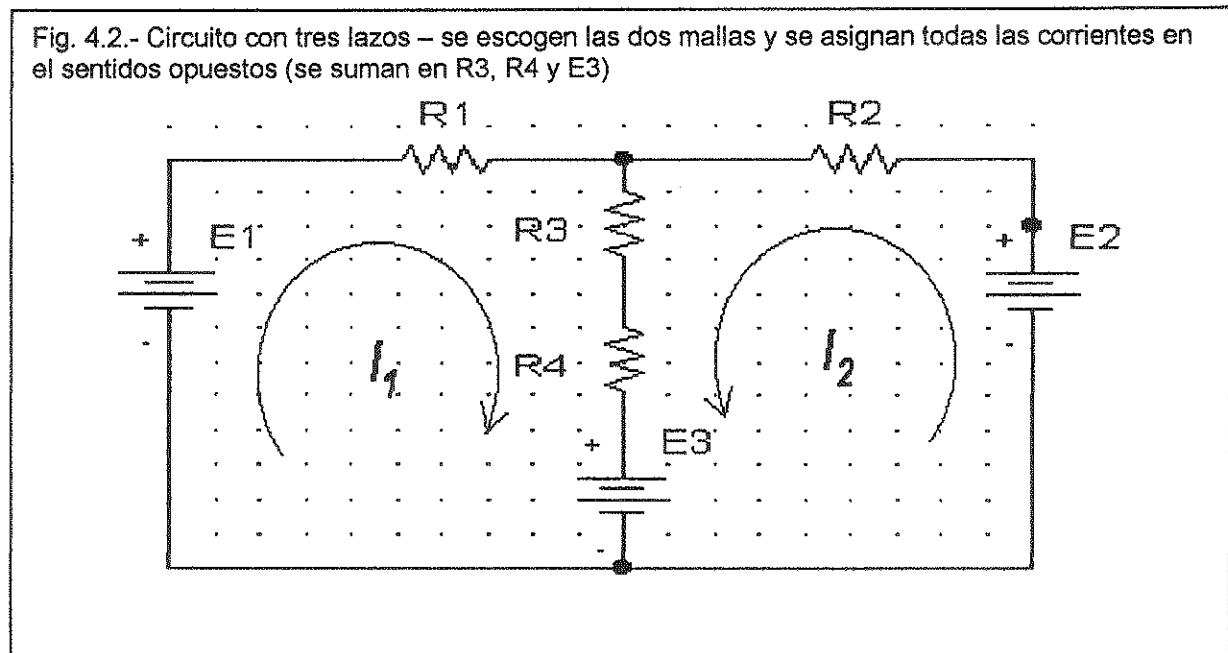 Fig. 4.2.- Circuito con tres lazos – se escogen las dos mallas y se asignan todas las corrientes en
el sentidos opuestos (se suman en R3, R4 y E3)
R1
R2
+
E1
R3
+
E2
-
I1
R4
I2
-
+
E3
-